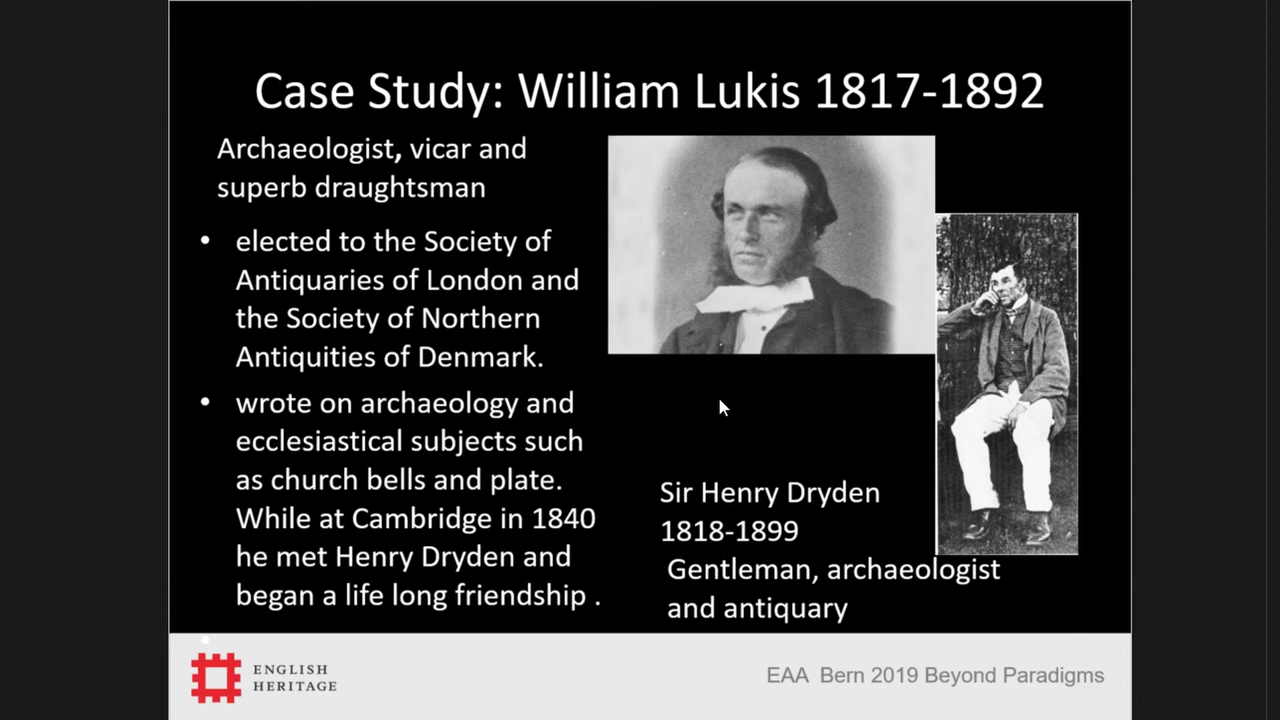 Case Study: William Lukis 1817-1892
Archaeologist, vicar and
superb draughtsman
• elected to the Society of
Antiquaries of London and
the Society of Northern
Antiquities of Denmark.
• wrote on archaeology and
ecclesiastical subjects such
as church bells and plate.
While at Cambridge in 1840
he met Henry Dryden and
began a life long friendship .
Sir Henry Dryden
1818-1899
Gentleman, archaeologist
and antiquary
ENGLISH
HERITAGE
EAA Bern 2019 Beyond Paradigms